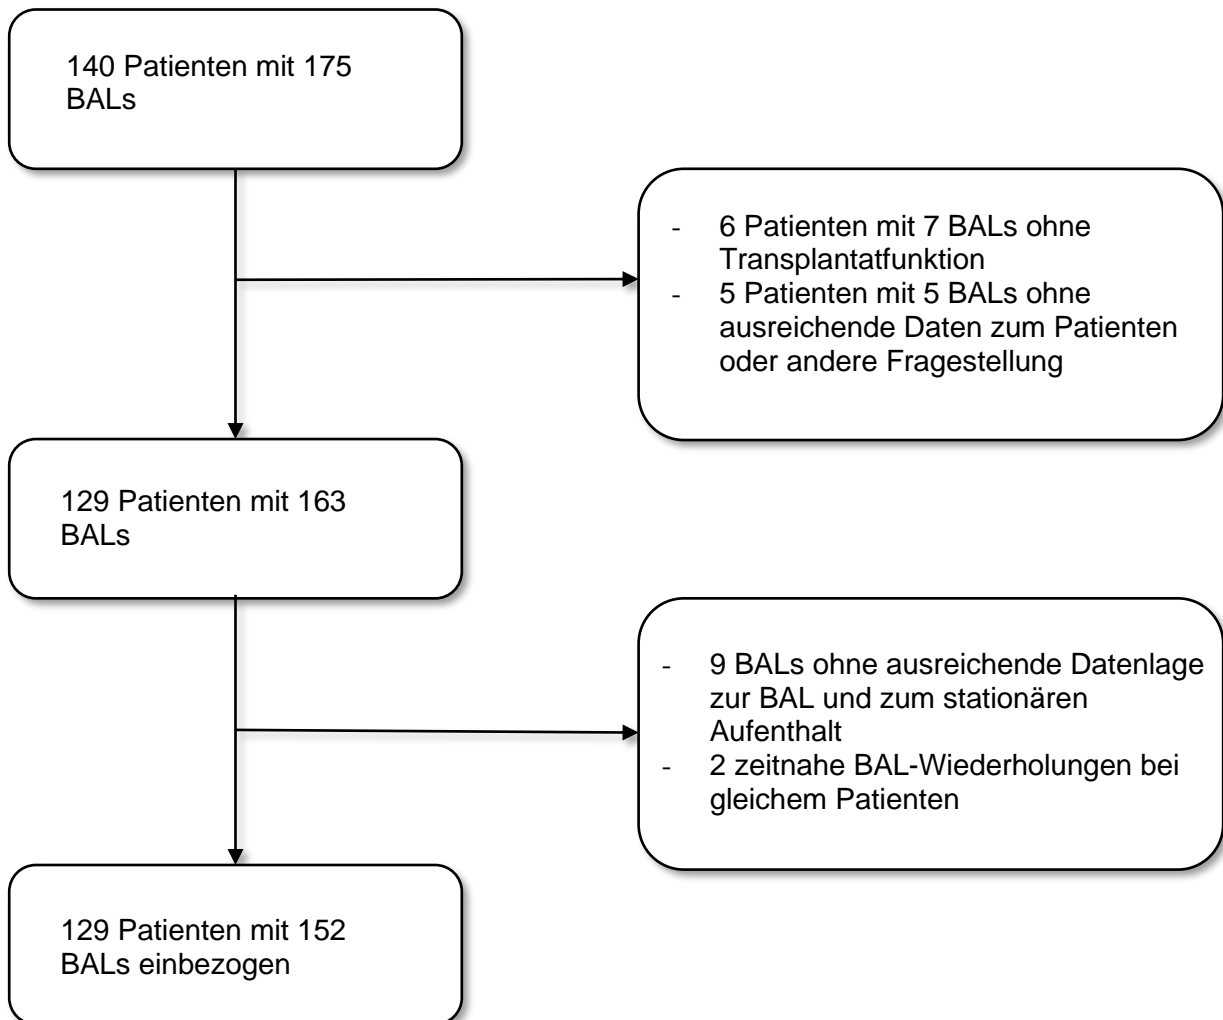 140 Patienten mit 175
BALs
- 6 Patienten mit 7 BALs ohne
Transplantatfunktion
- 5 Patienten mit 5 BALs ohne
ausreichende Daten zum Patienten
oder andere Fragestellung
129 Patienten mit 163
BALs
- 9 BALs ohne ausreichende Datenlage
zur BAL und zum stationären
Aufenthalt
- 2 zeitnahe BAL-Wiederholungen bei
gleichem Patienten
129 Patienten mit 152
BALs einbezogen